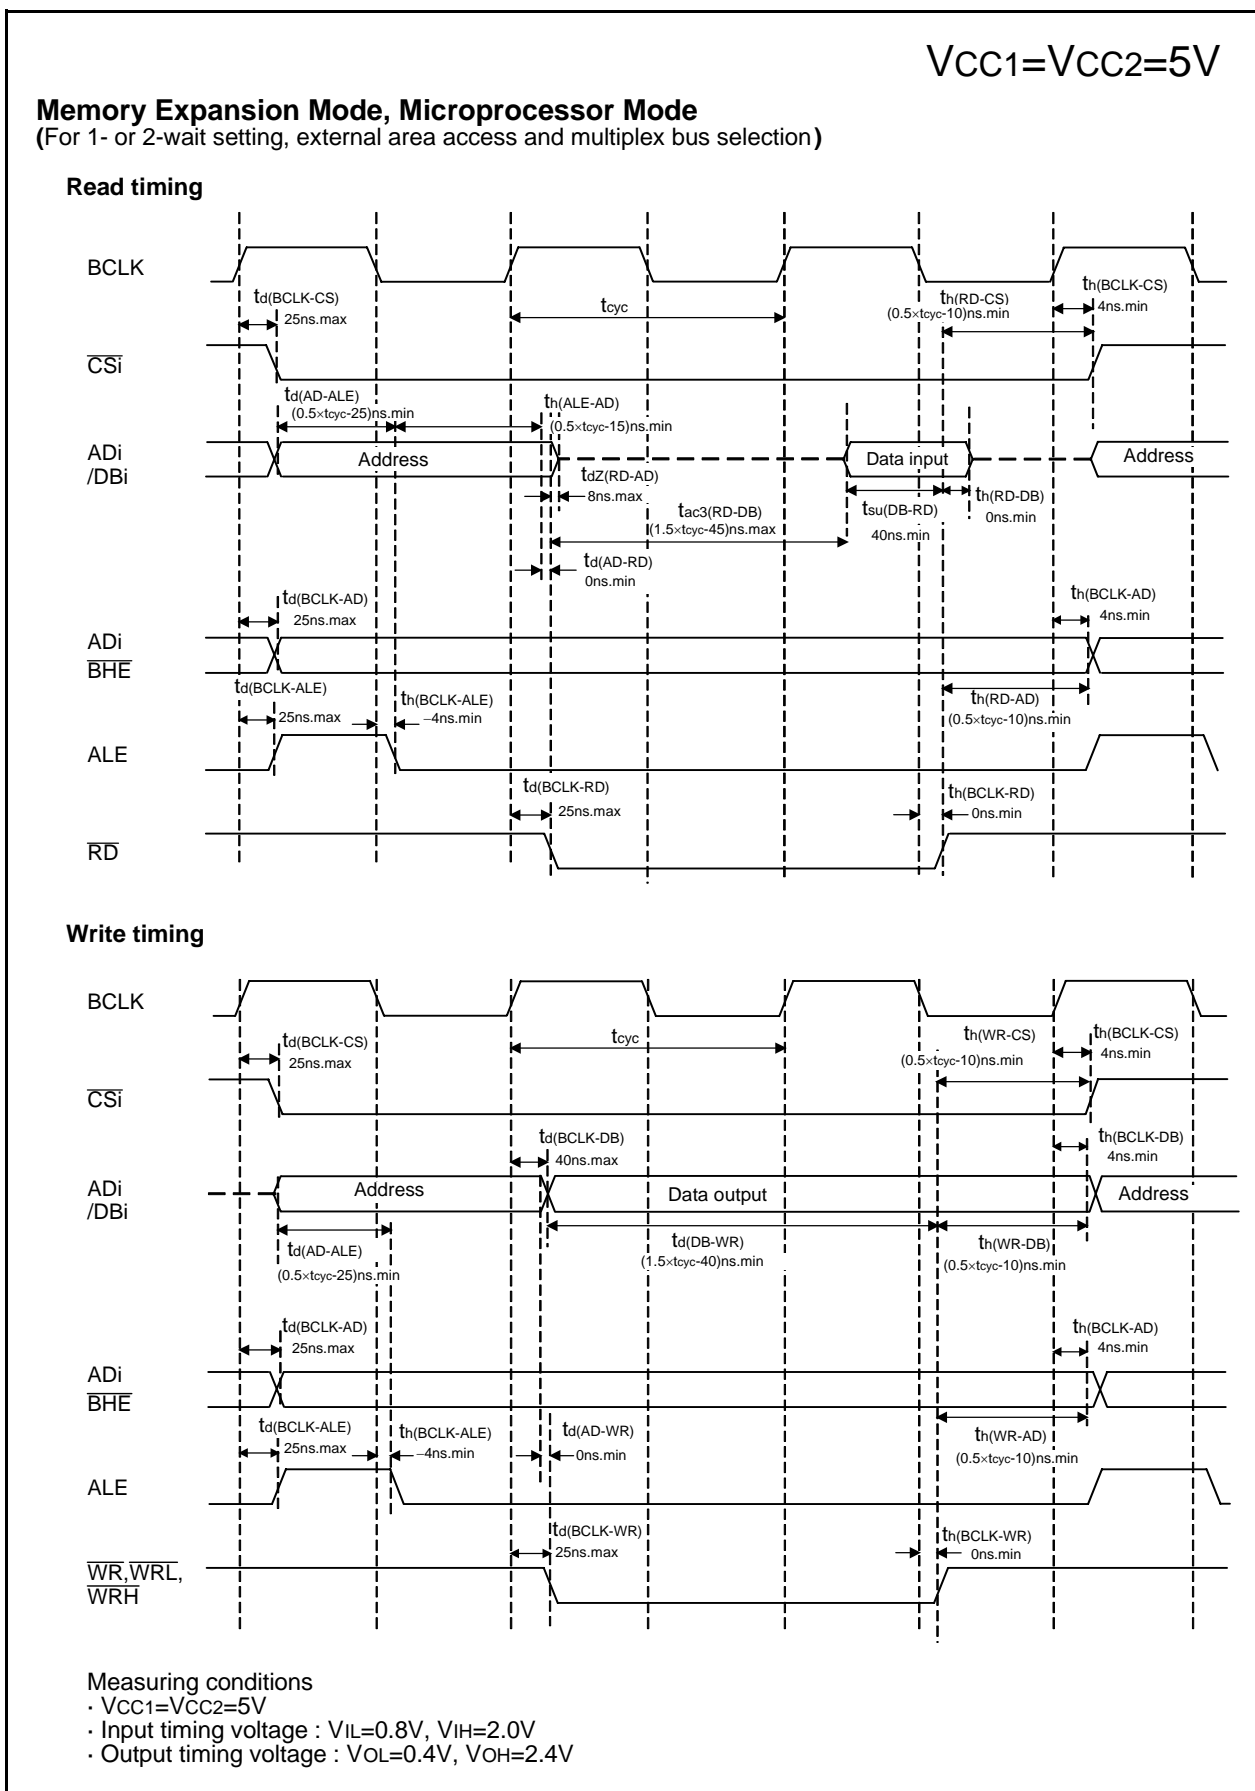 VCC1=VCC2=5V
Memory Expansion Mode, Microprocessor Mode
(For 1- or 2-wait setting, external area access and multiplex bus selection)
Read timing
BCLK
td(BCLK-CS)
25ns.max
tcyc
th(RD-CS)
(0.5×tcyc-10)ns.min
th(BCLK-CS)
4ns.min
CSi
td(AD-ALE)
(0.5×tcyc-25)ns.min
th(ALE-AD)
(0.5×tcyc-15)ns.min
ADi
/DBi
Address
Data input
Address
tdZ(RD-AD)
8ns.max
tac3(RD-DB)
(1.5×tcyc-45)ns.max
tsu(DB-RD)
40ns.min
th(RD-DB)
0ns.min
td(AD-RD)
0ns.min
td(BCLK-AD)
25ns.max
th(BCLK-AD)
4ns.min
ADi
BHE
td(BCLK-ALE)
25ns.max
th(BCLK-ALE)
−4ns.min
th(RD-AD)
(0.5×tcyc-10)ns.min
ALE
td(BCLK-RD)
25ns.max
th(BCLK-RD)
0ns.min
RD
Write timing
BCLK
td(BCLK-CS)
25ns.max
tcyc
th(WR-CS)
(0.5×tcyc-10)ns.min
th(BCLK-CS)
4ns.min
CSi
td(BCLK-DB)
40ns.max
th(BCLK-DB)
4ns.min
ADi
/DBi
Address
Data output
Address
td(AD-ALE)
(0.5×tcyc-25)ns.min
td(DB-WR)
(1.5×tcyc-40)ns.min
th(WR-DB)
(0.5×tcyc-10)ns.min
td(BCLK-AD)
25ns.max
th(BCLK-AD)
4ns.min
ADi
BHE
td(BCLK-ALE)
25ns.max
th(BCLK-ALE)
−4ns.min
td(AD-WR)
0ns.min
th(WR-AD)
(0.5×tcyc-10)ns.min
ALE
td(BCLK-WR)
25ns.max
th(BCLK-WR)
0ns.min
WR,WRL,
WRH
Measuring conditions
· VCC1=VCC2=5V
· Input timing voltage : VIL=0.8V, VIH=2.0V
· Output timing voltage : VOL=0.4V, VOH=2.4V